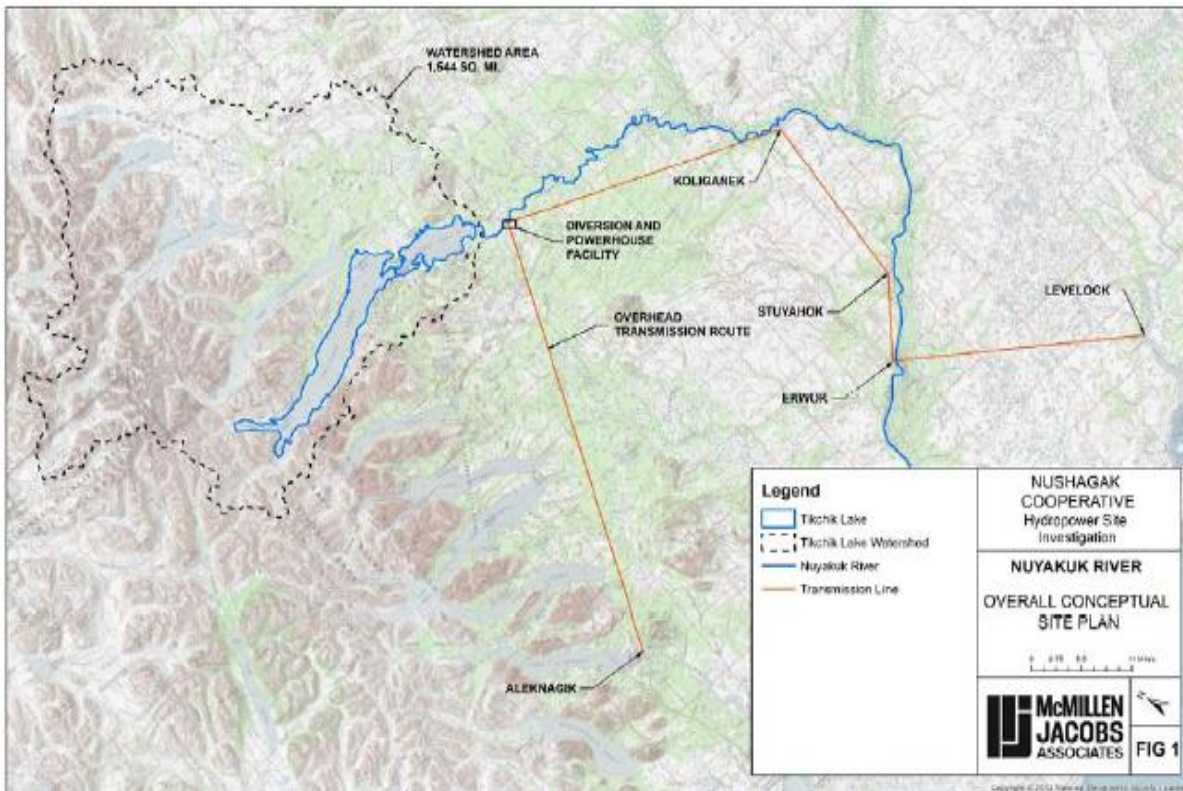 WATERSHED AREA
1,544 SQ. MI.
KOLIGANEK
DIVERSION AND
POWERHOUSE
FACILITY
OVERHEAD
TRANSMISSION ROUTE
STUYAHOK
LEVELOCK
ERWUK
ALEKNAGIK
Legend
Tikchik Lake
Tikchik Lake Watershed
Nuyakuk River
Transmission Line
NUSHAGAK
COOPERATIVE
Hydropower Site
Investigation
NUYAKUK RIVER
OVERALL CONCEPTUAL
SITE PLAN
McMILLEN
JACOBS
ASSOCIATES
FIG 1